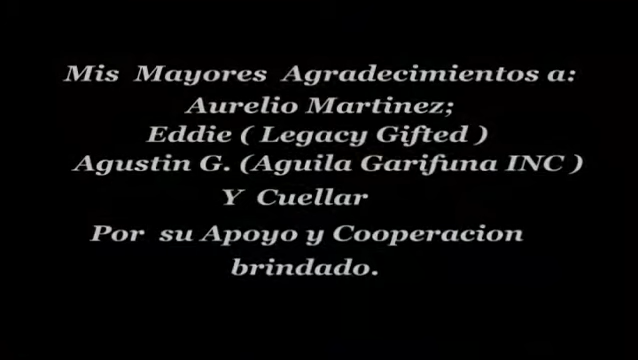 Mis Mayores Agradecimientos a:
Aurelio Martinez;
Eddie ( Legacy Gifted )
Agustin G. (Aguila Garifuna INC )
Y Cuellar
Por su Apoyo y Cooperacion
brindado.